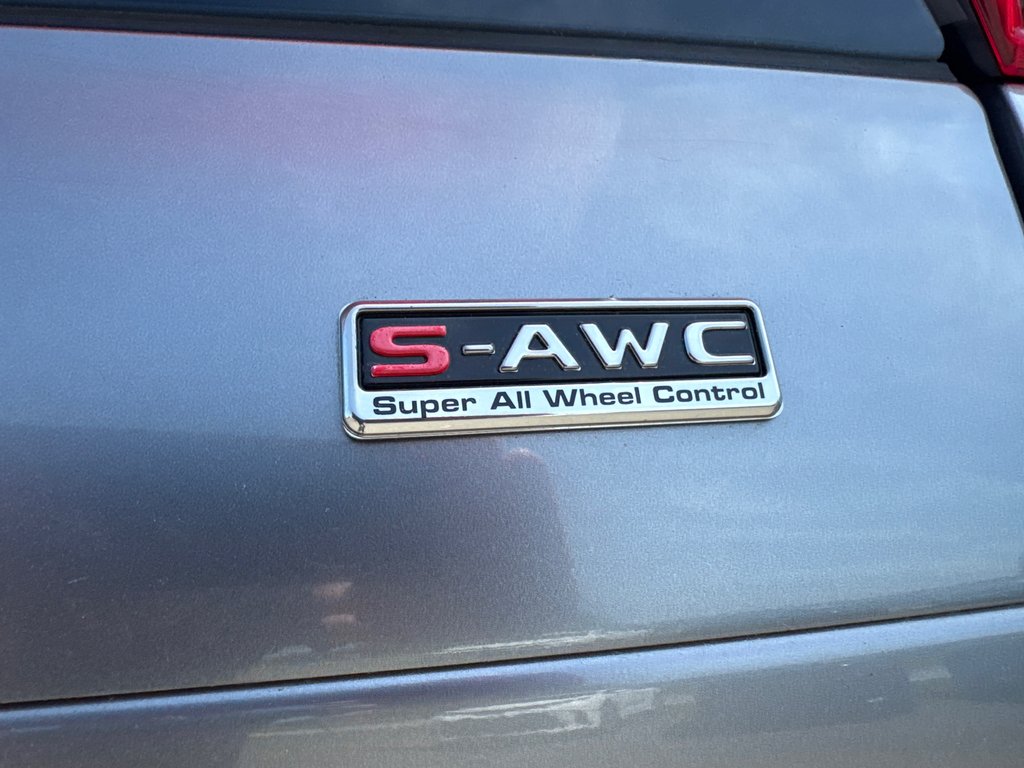 S-AWC
Super All Wheel Control